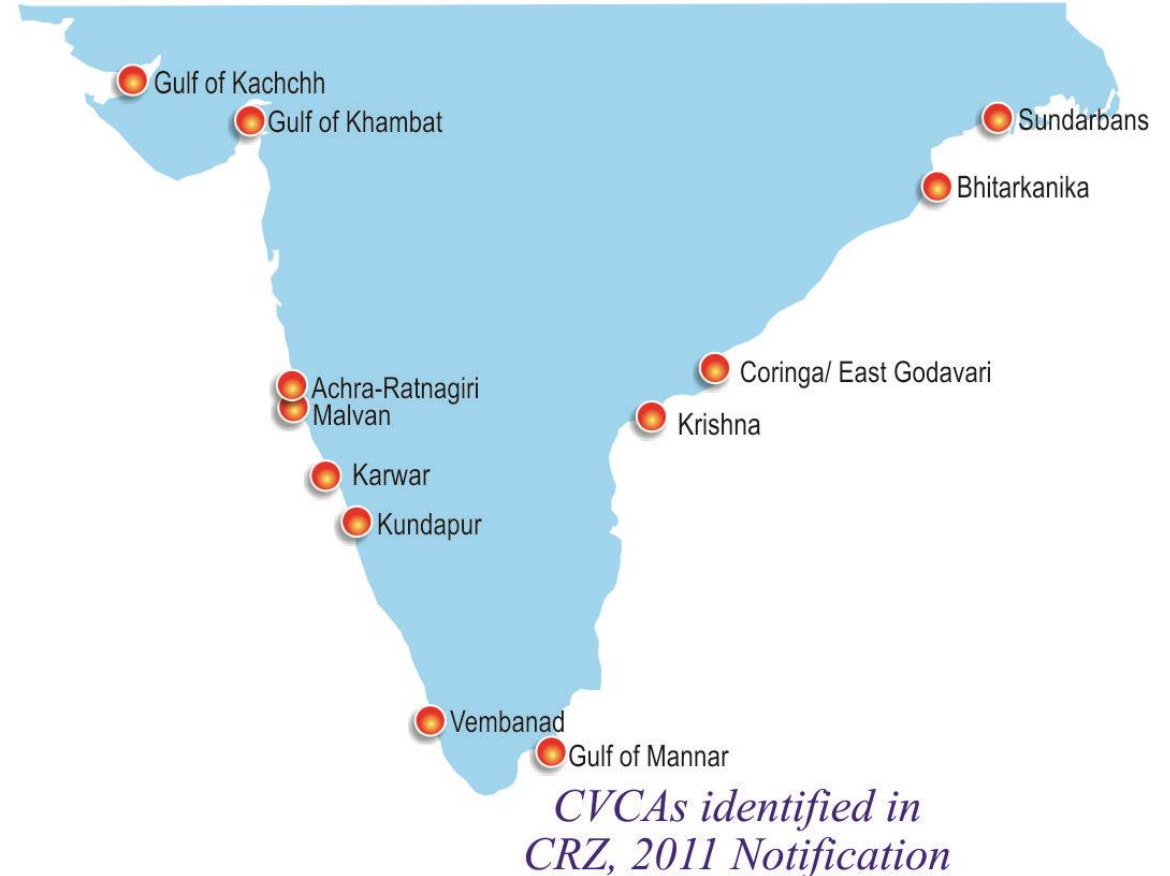 Gulf of Kachchh
Gulf of Khambat
Sundarbans
Bhitarkanika
Coringa/ East Godavari
Achra-Ratnagiri
Malvan
Krishna
Karwar
Kundapur
Vembanad
Gulf of Mannar
CVCAs identified in
CRZ, 2011 Notification